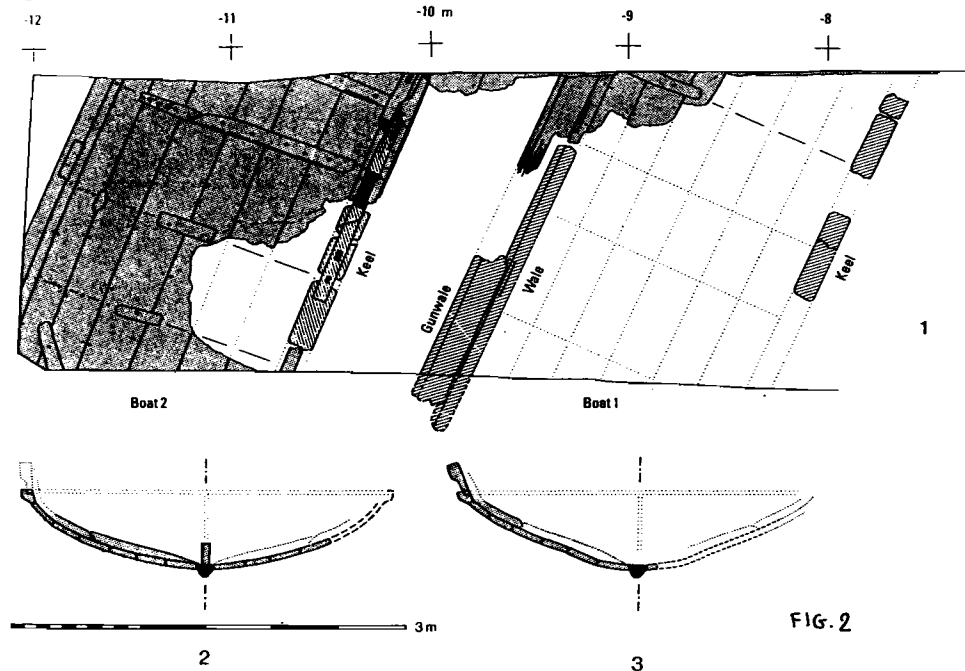 -12 -11 -10 m -9 -8
Keel
Gunwale
Wale
Keel
1
Boat 2 Boat 1
3 m
FIG. 2
2 3